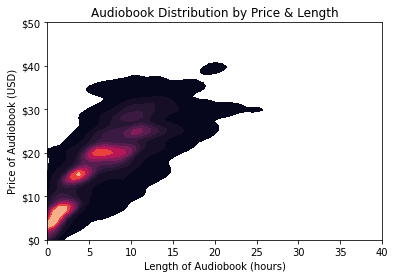 Audiobook Distribution by Price & Length
Price of Audiobook (USD)
$50
$40
$30
$20
$10
$0
0 5 10 15 20 25 30 35 40
Length of Audiobook (hours)